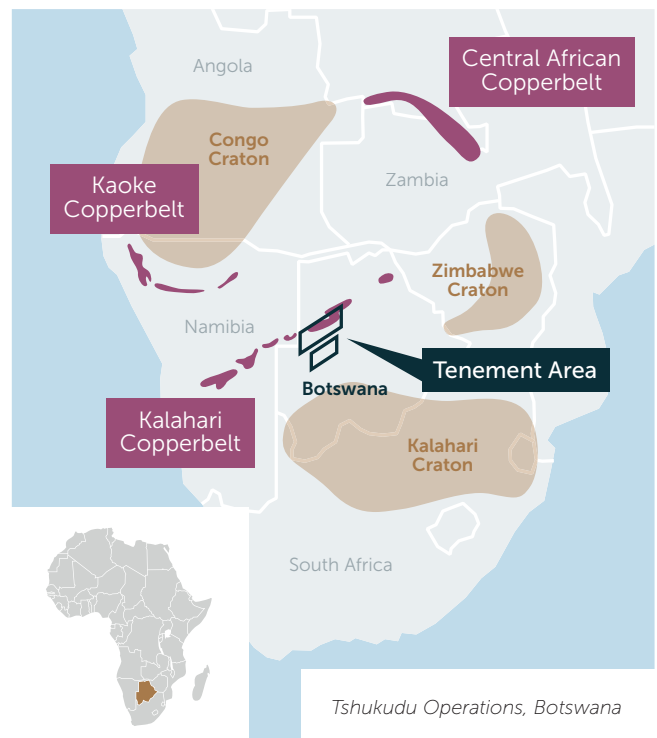 Central African
Copperbelt
Angola
Congo
Craton
Kaoke
Copperbelt
Zambia
Zimbabwe
Craton
Namibia
Tenement Area
Botswana
Kalahari
Copperbelt
Kalahari
Craton
South Africa
Tshukudu Operations, Botswana